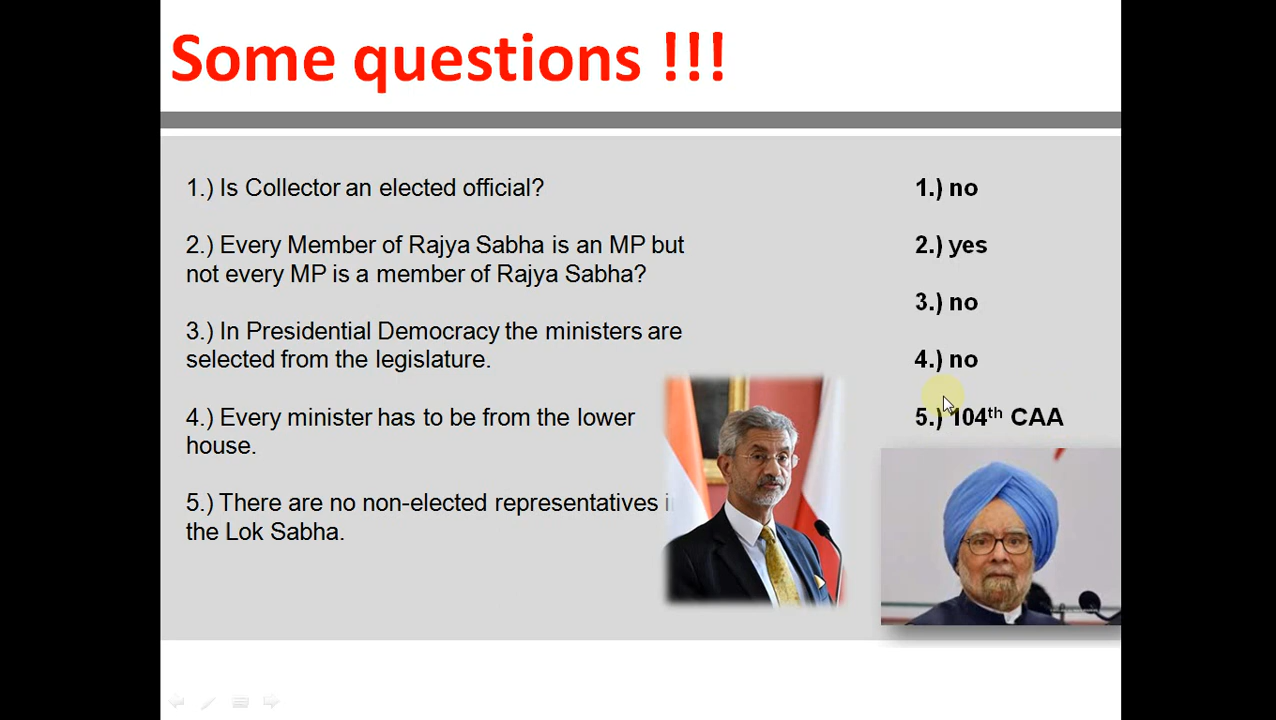 Some questions !!!
1.) Is Collector an elected official?
2.) Every Member of Rajya Sabha is an MP but
not every MP is a member of Rajya Sabha?
3.) In Presidential Democracy the ministers are
selected from the legislature.
4.) Every minister has to be from the lower
house.
5.) There are no non-elected representatives in
the Lok Sabha.
1.) no
2.) yes
3.) no
4.) no
5.) 104th CAA